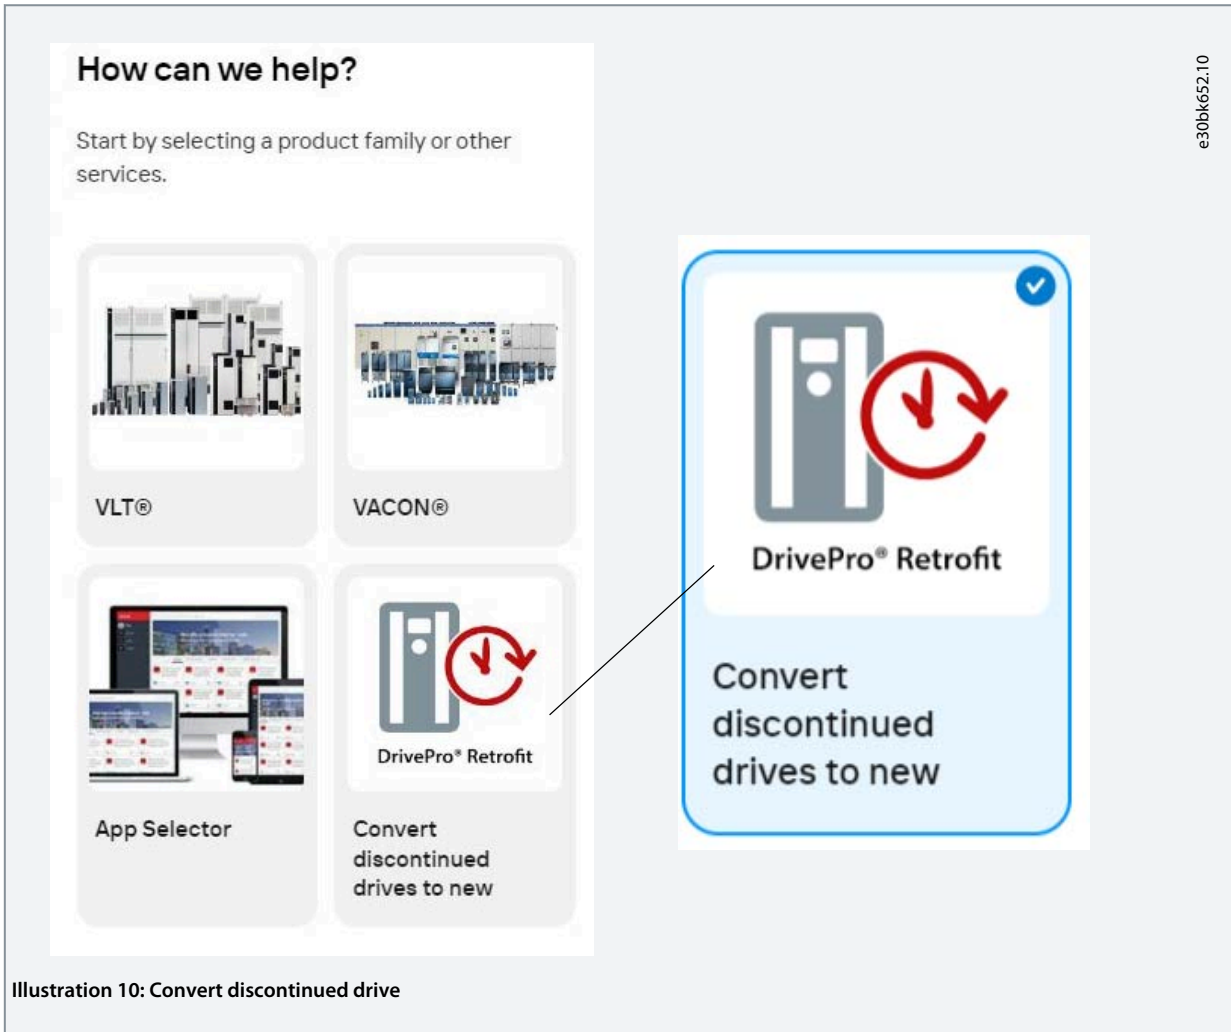 How can we help?
Start by selecting a product family or other
services.
VLT®
VACON®
App Selector
DrivePro® Retrofit
Convert
discontinued
drives to new
DrivePro® Retrofit
Convert
discontinued
drives to new
e30bk652.10
Illustration 10: Convert discontinued drive